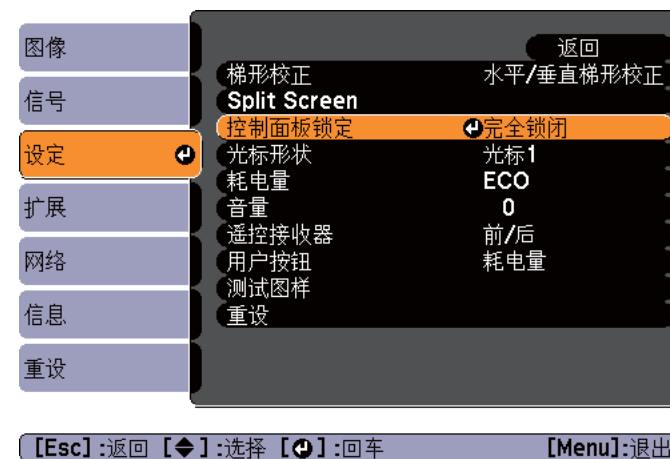 图像
信号
设定
扩展
网络
信息
重设
返回
梯形校正 水平/垂直梯形校正
Split Screen
控制面板锁定 完全锁闭
光标形状 光标1
耗电量 ECO
音量 0
遥控接收器 前/后
用户按钮 耗电量
测试图样
重设
[Esc] :返回 [◆] :选择 [⏎] :回车 [Menu]:退出